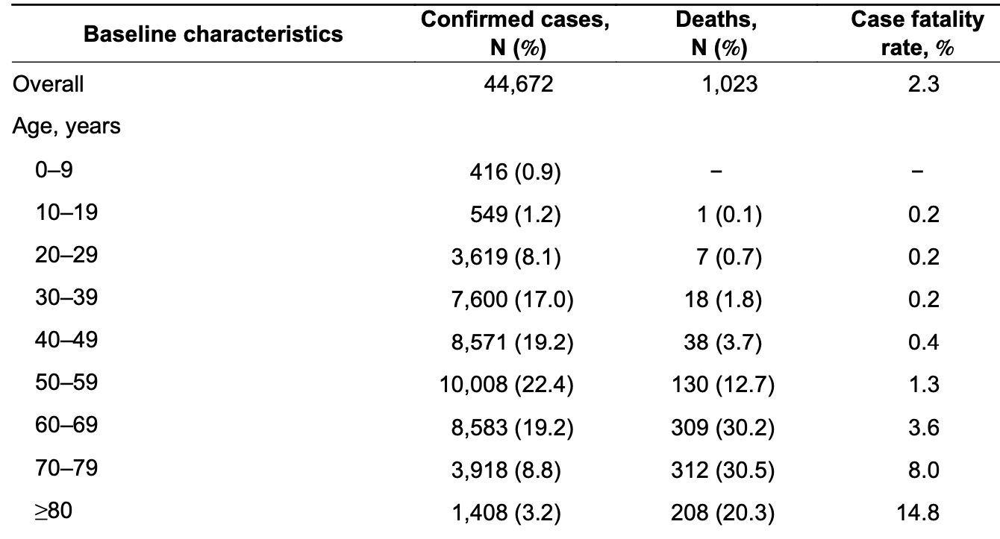 Baseline characteristics Confirmed cases, N (%) Deaths, N (%) Case fatality rate, %
Overall 44,672 1,023 2.3
Age, years
0–9 416 (0.9) – –
10–19 549 (1.2) 1 (0.1) 0.2
20–29 3,619 (8.1) 7 (0.7) 0.2
30–39 7,600 (17.0) 18 (1.8) 0.2
40–49 8,571 (19.2) 38 (3.7) 0.4
50–59 10,008 (22.4) 130 (12.7) 1.3
60–69 8,583 (19.2) 309 (30.2) 3.6
70–79 3,918 (8.8) 312 (30.5) 8.0
≥80 1,408 (3.2) 208 (20.3) 14.8